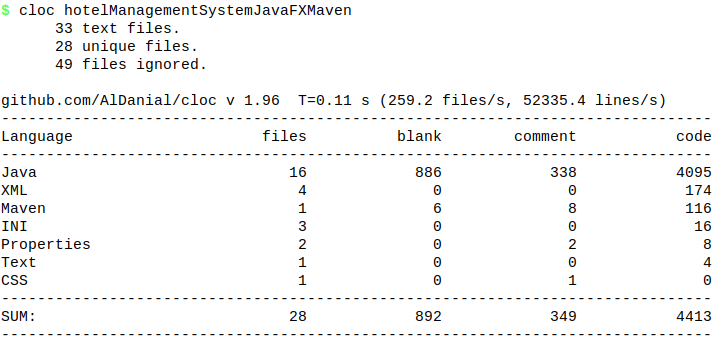 $ cloc hotelManagementSystemJavaFXMaven
      33 text files.
      28 unique files.
      49 files ignored.

github.com/AlDanial/cloc v 1.96  T=0.11 s (259.2 files/s, 52335.4 lines/s)
-------------------------------------------------------------------------------
Language                     files          blank        comment           code
-------------------------------------------------------------------------------
Java                            16            886            338           4095
XML                              4              0              0            174
Maven                            1              6              8            116
INI                              3              0              0             16
Properties                       2              0              2              8
Text                             1              0              0              4
CSS                              1              0              1              0
-------------------------------------------------------------------------------
SUM:                            28            892            349           4413
-------------------------------------------------------------------------------